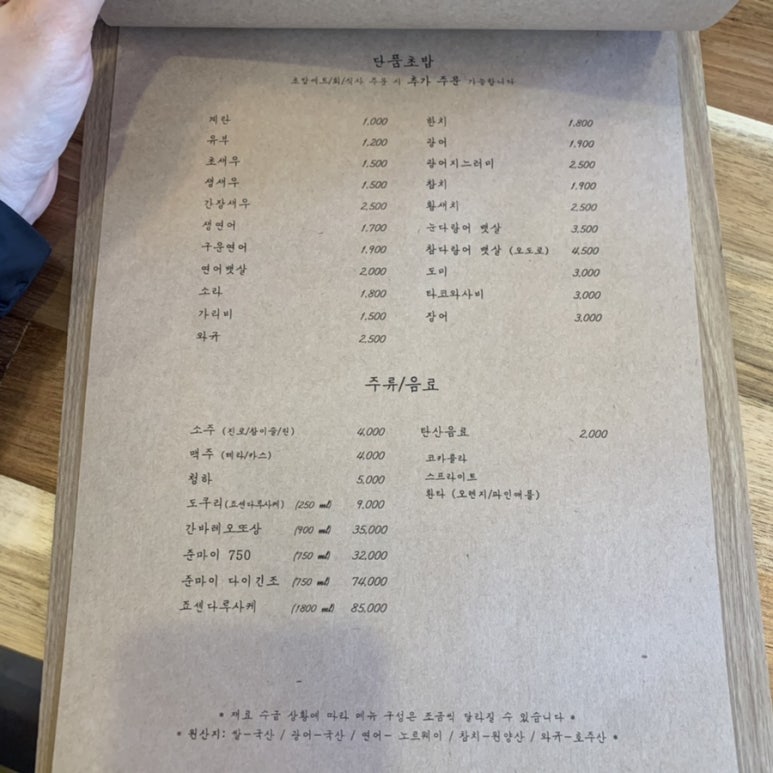 단품초밥
초밥세트/회/식사 주문 시 추가 주문 가능합니다
계란 1,000
유부 1,200
초새우 1,500
생새우 1,500
간장새우 2,500
생연어 1,700
구운연어 1,900
연어뱃살 2,000
소라 1,800
가리비 1,500
와규 2,500
한치 1,800
광어 1,900
광어지느러미 2,500
참치 1,900
황새치 2,500
눈다랑어 뱃살 3,500
참다랑어 뱃살 (오도로) 4,500
도미 3,000
타코와사비 3,000
장어 3,000
주류/음료
소주 (진로/참이슬/린) 4,000
맥주 (테라/카스) 4,000
청하 5,000
도쿠리(죠센다루사케) (250 ml) 9,000
간바레오또상 (900 ml) 35,000
준마이 750 (750 ml) 32,000
준마이 다이긴조 (750 ml) 74,000
죠센다루사케 (1800 ml) 85,000
탄산음료 2,000
코카콜라
스프라이트
환타 (오렌지/파인애플)
* 재료 수급 상황에 따라 메뉴 구성은 조금씩 달라질 수 있습니다 *
* 원산지: 쌀-국산 / 광어-국산 / 연어- 노르웨이 / 참치-원양산 / 와규-호주산 *